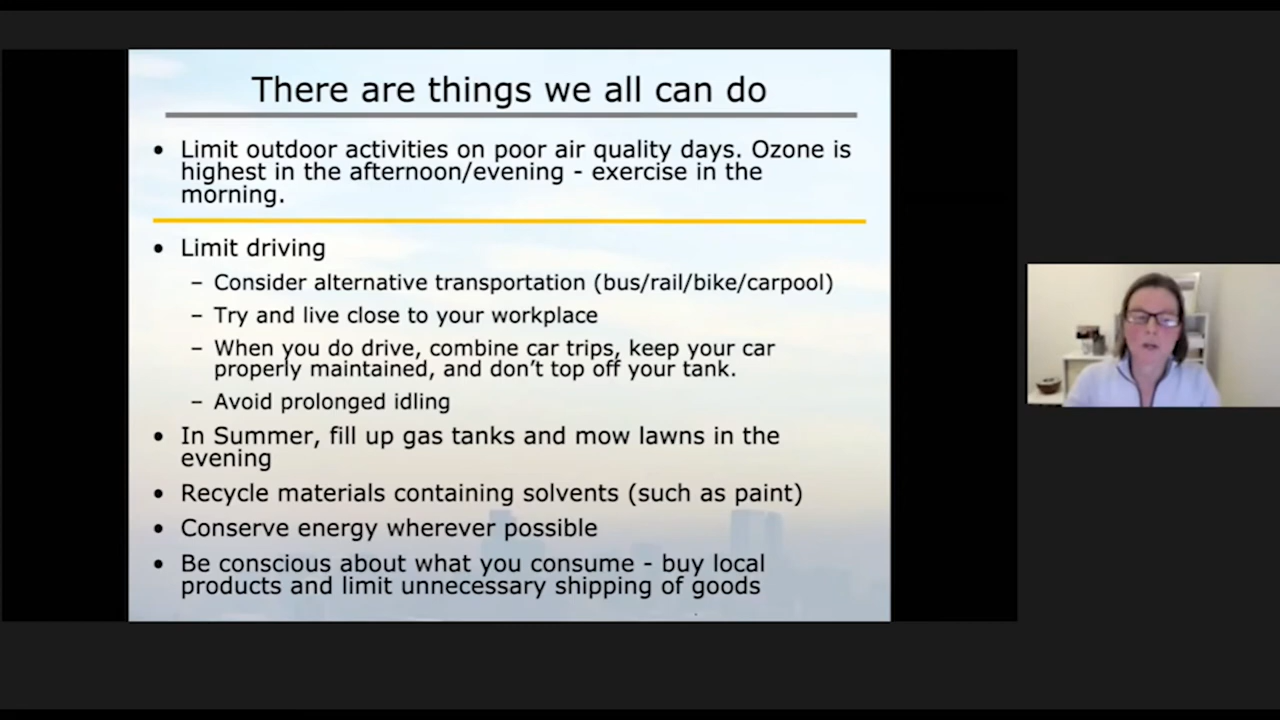 There are things we all can do
• Limit outdoor activities on poor air quality days. Ozone is
highest in the afternoon/evening - exercise in the
morning.
• Limit driving
– Consider alternative transportation (bus/rail/bike/carpool)
– Try and live close to your workplace
– When you do drive, combine car trips, keep your car
properly maintained, and don't top off your tank.
– Avoid prolonged idling
• In Summer, fill up gas tanks and mow lawns in the
evening
• Recycle materials containing solvents (such as paint)
• Conserve energy wherever possible
• Be conscious about what you consume - buy local
products and limit unnecessary shipping of goods